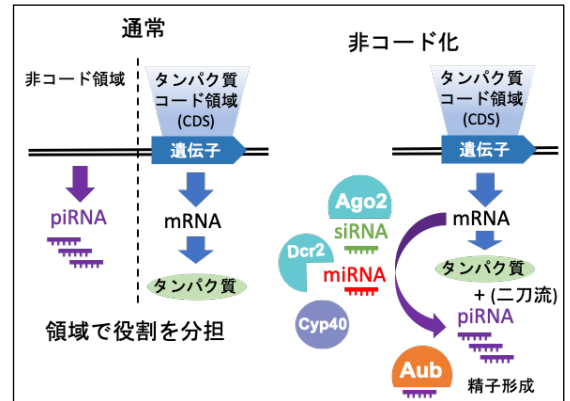 通常
非コード領域
タンパク質
コード領域
(CDS)
遺伝子
piRNA
mRNA
タンパク質
領域で役割を分担
非コード化
タンパク質
コード領域
(CDS)
遺伝子
Ago2
siRNA
Dcr2
miRNA
Cyp40
mRNA
タンパク質
+ (二刀流)
piRNA
Aub
精子形成